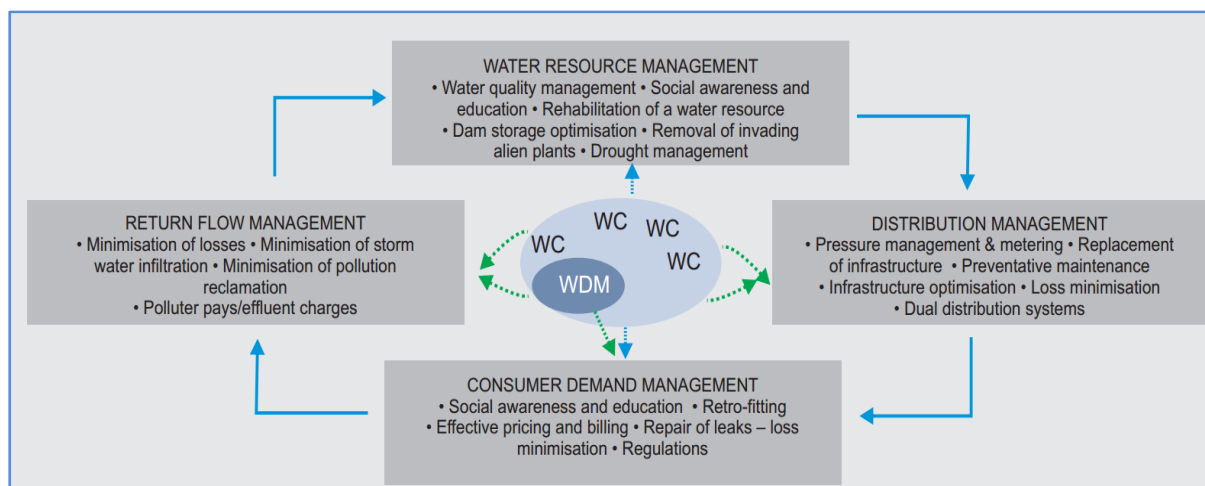 WATER RESOURCE MANAGEMENT
• Water quality management • Social awareness and
education • Rehabilitation of a water resource
• Dam storage optimisation • Removal of invading
alien plants • Drought management
RETURN FLOW MANAGEMENT
• Minimisation of losses • Minimisation of storm
water infiltration • Minimisation of pollution
reclamation
• Polluter pays/effluent charges
WC
WC
WC
WC
WDM
DISTRIBUTION MANAGEMENT
• Pressure management & metering • Replacement
of infrastructure • Preventative maintenance
• Infrastructure optimisation • Loss minimisation
• Dual distribution systems
CONSUMER DEMAND MANAGEMENT
• Social awareness and education • Retro-fitting
• Effective pricing and billing • Repair of leaks – loss
minimisation • Regulations